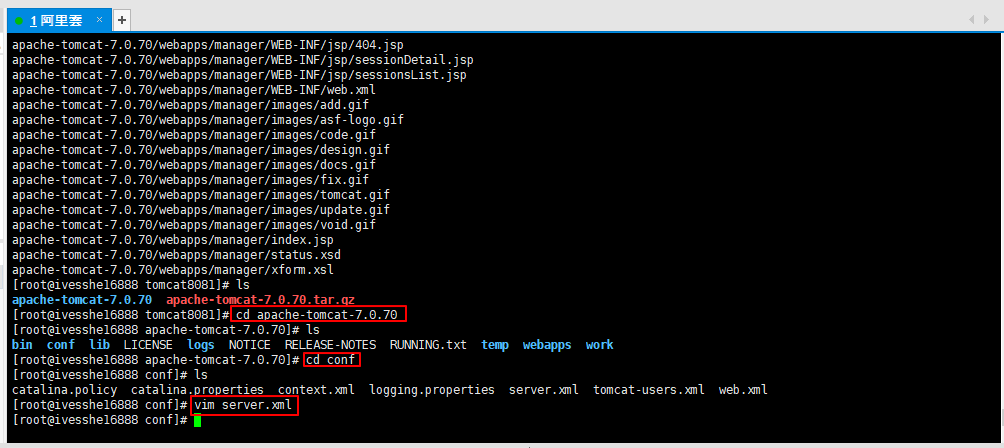 1 阿里云 × +
apache-tomcat-7.0.70/webapps/manager/WEB-INF/jsp/404.jsp
apache-tomcat-7.0.70/webapps/manager/WEB-INF/jsp/sessionDetail.jsp
apache-tomcat-7.0.70/webapps/manager/WEB-INF/jsp/sessionsList.jsp
apache-tomcat-7.0.70/webapps/manager/WEB-INF/web.xml
apache-tomcat-7.0.70/webapps/manager/images/add.gif
apache-tomcat-7.0.70/webapps/manager/images/asf-logo.gif
apache-tomcat-7.0.70/webapps/manager/images/code.gif
apache-tomcat-7.0.70/webapps/manager/images/design.gif
apache-tomcat-7.0.70/webapps/manager/images/docs.gif
apache-tomcat-7.0.70/webapps/manager/images/fix.gif
apache-tomcat-7.0.70/webapps/manager/images/tomcat.gif
apache-tomcat-7.0.70/webapps/manager/images/update.gif
apache-tomcat-7.0.70/webapps/manager/images/void.gif
apache-tomcat-7.0.70/webapps/manager/index.jsp
apache-tomcat-7.0.70/webapps/manager/status.xsd
apache-tomcat-7.0.70/webapps/manager/xform.xsl
[root@ivesshe16888 tomcat8081]# ls
apache-tomcat-7.0.70 apache-tomcat-7.0.70.tar.gz
[root@ivesshe16888 tomcat8081]# cd apache-tomcat-7.0.70
[root@ivesshe16888 apache-tomcat-7.0.70]# ls
bin conf lib LICENSE logs NOTICE RELEASE-NOTES RUNNING.txt temp webapps work
[root@ivesshe16888 apache-tomcat-7.0.70]# cd conf
[root@ivesshe16888 conf]# ls
catalina.policy catalina.properties context.xml logging.properties server.xml tomcat-users.xml web.xml
[root@ivesshe16888 conf]# vim server.xml
[root@ivesshe16888 conf]#